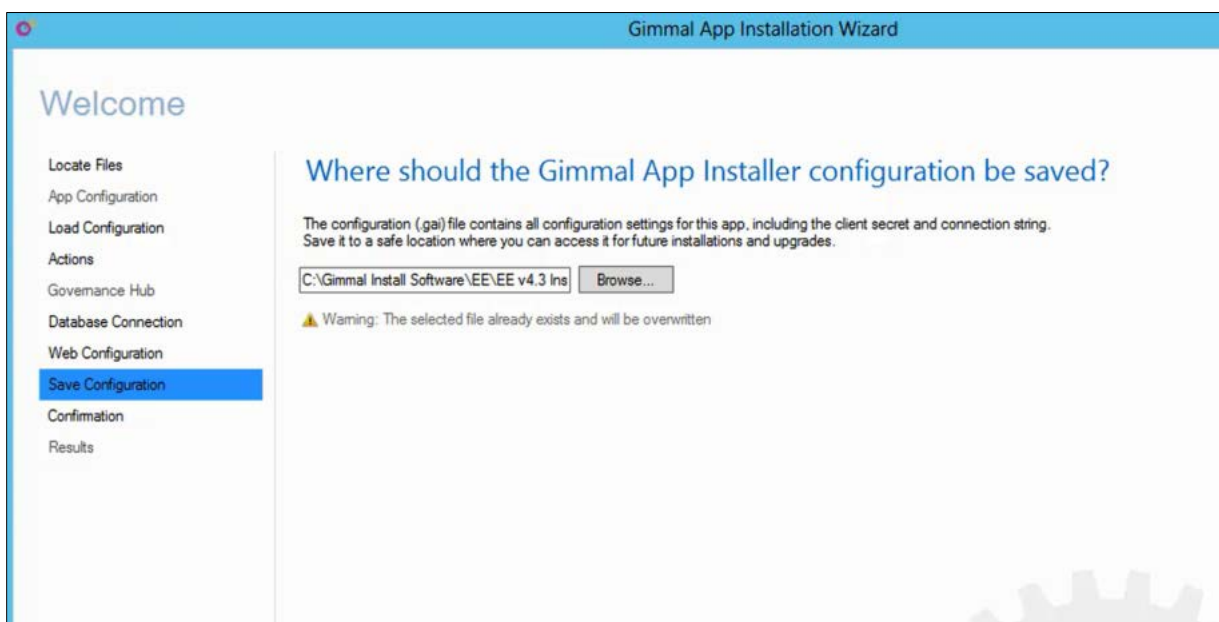 Gimmal App Installation Wizard
Welcome
Locate Files
App Configuration
Load Configuration
Actions
Governance Hub
Database Connection
Web Configuration
Save Configuration
Confirmation
Results
Where should the Gimmal App Installer configuration be saved?
The configuration (.gai) file contains all configuration settings for this app, including the client secret and connection string.
Save it to a safe location where you can access it for future installations and upgrades.
C:\Gimmal Install Software\EE\EE v4.3 Ins
Browse...
Warning: The selected file already exists and will be overwritten